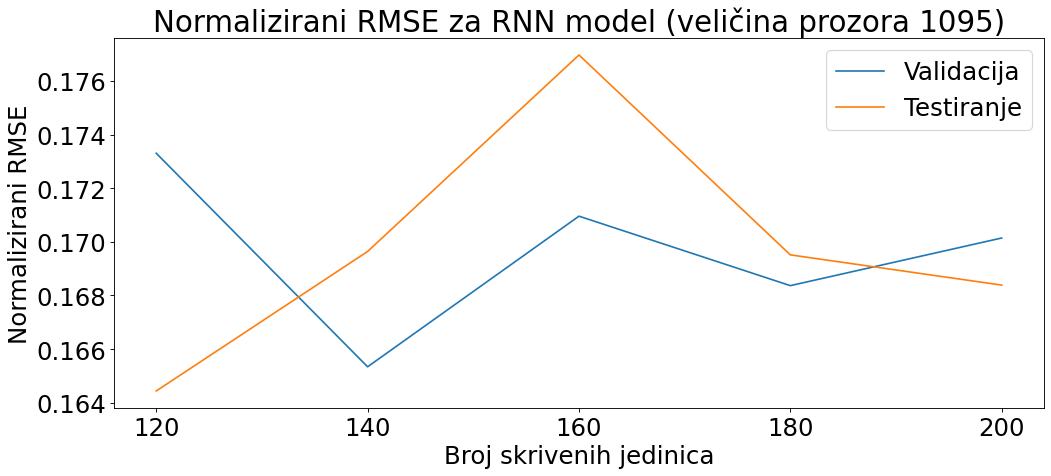 Normalizirani RMSE za RNN model (veličina prozora 1095)
Validacija
Testiranje
Normalizirani RMSE
0.176
0.174
0.172
0.170
0.168
0.166
0.164
120 140 160 180 200
Broj skrivenih jedinica